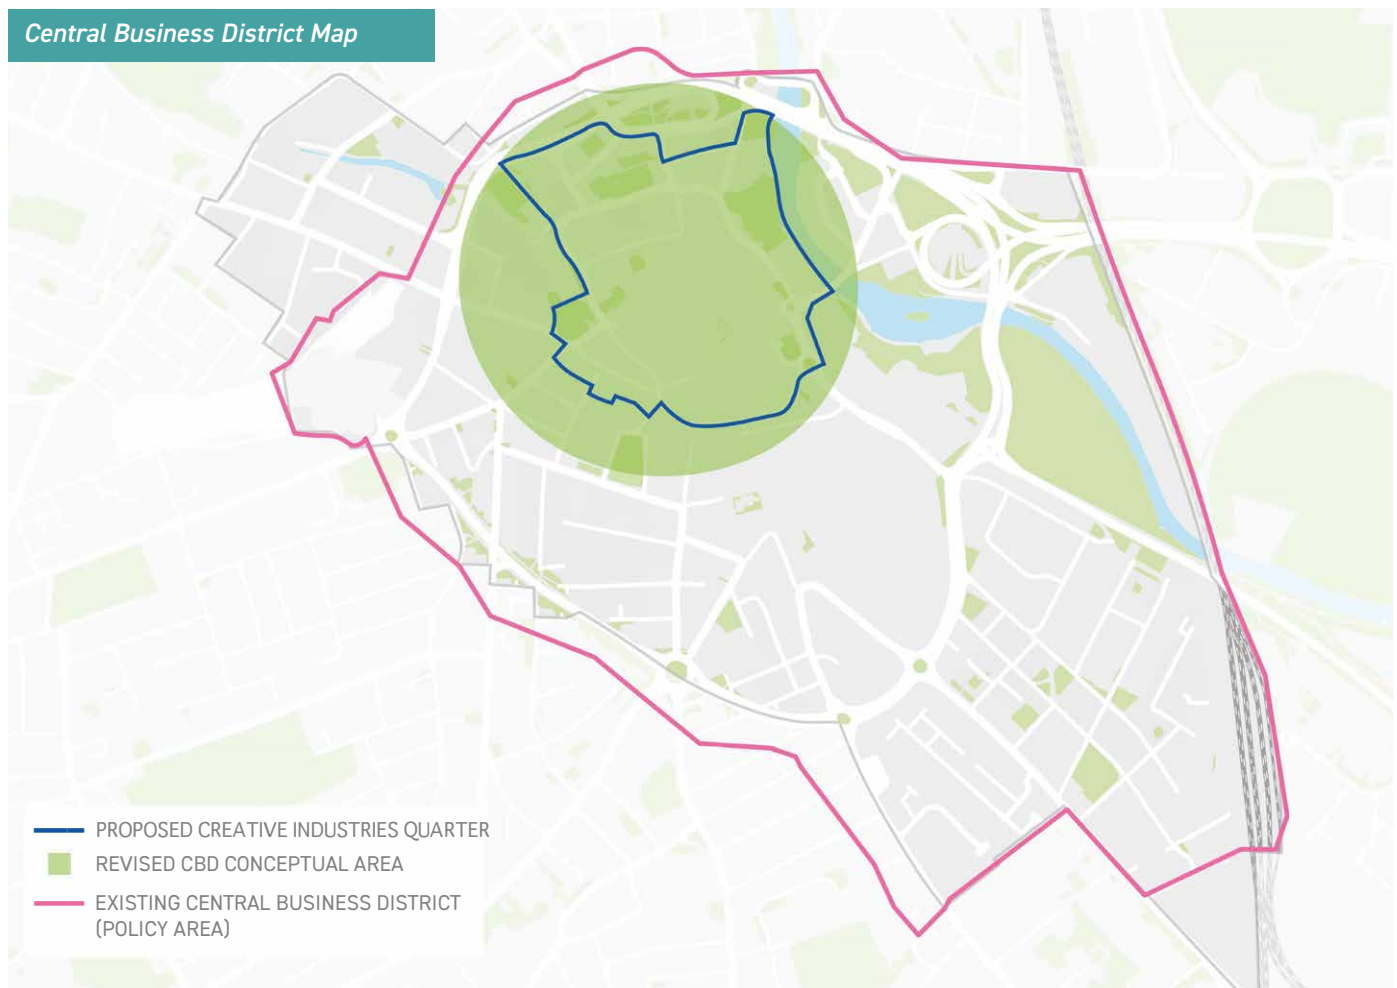 Central Business District Map
PROPOSED CREATIVE INDUSTRIES QUARTER
REVISED CBD CONCEPTUAL AREA
EXISTING CENTRAL BUSINESS DISTRICT
(POLICY AREA)